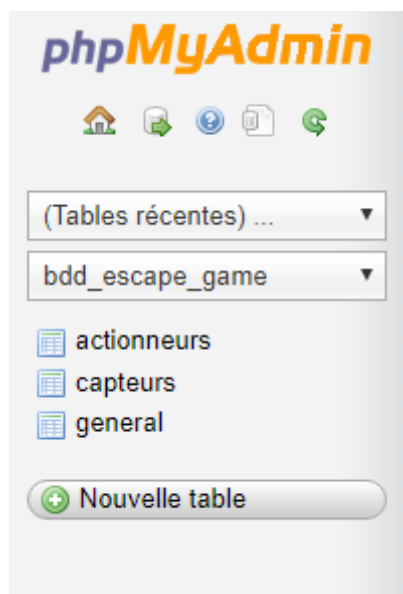 phpMyAdmin
(Tables récentes) ...
bdd_escape_game
actionneurs
capteurs
general
Nouvelle table